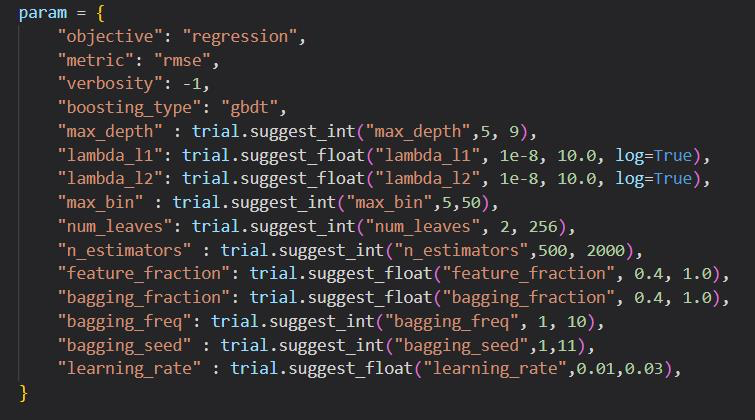 param = {
    "objective": "regression",
    "metric": "rmse",
    "verbosity": -1,
    "boosting_type": "gbdt",
    "max_depth" : trial.suggest_int("max_depth",5, 9),
    "lambda_l1": trial.suggest_float("lambda_l1", 1e-8, 10.0, log=True),
    "lambda_l2": trial.suggest_float("lambda_l2", 1e-8, 10.0, log=True),
    "max_bin" : trial.suggest_int("max_bin",5,50),
    "num_leaves": trial.suggest_int("num_leaves", 2, 256),
    "n_estimators" : trial.suggest_int("n_estimators",500, 2000),
    "feature_fraction": trial.suggest_float("feature_fraction", 0.4, 1.0),
    "bagging_fraction": trial.suggest_float("bagging_fraction", 0.4, 1.0),
    "bagging_freq": trial.suggest_int("bagging_freq", 1, 10),
    "bagging_seed" : trial.suggest_int("bagging_seed",1,11),
    "learning_rate" : trial.suggest_float("learning_rate",0.01,0.03),
}